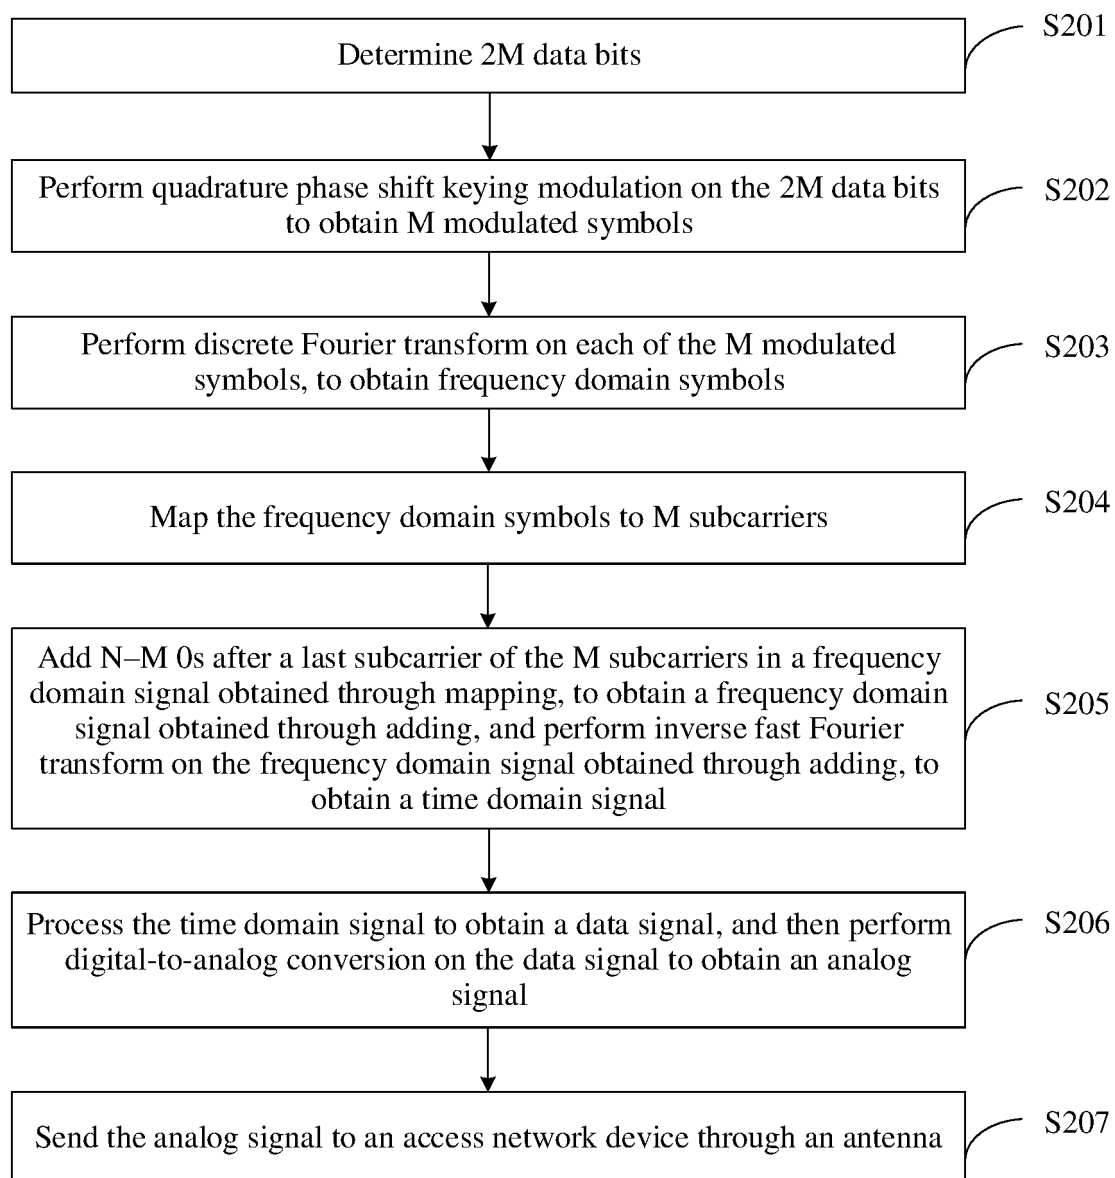 Determine 2M data bits
S201
Perform quadrature phase shift keying modulation on the 2M data bits
to obtain M modulated symbols
S202
Perform discrete Fourier transform on each of the M modulated
symbols, to obtain frequency domain symbols
S203
Map the frequency domain symbols to M subcarriers
S204
Add N–M 0s after a last subcarrier of the M subcarriers in a frequency
domain signal obtained through mapping, to obtain a frequency domain
signal obtained through adding, and perform inverse fast Fourier
transform on the frequency domain signal obtained through adding, to
obtain a time domain signal
S205
Process the time domain signal to obtain a data signal, and then perform
digital-to-analog conversion on the data signal to obtain an analog
signal
S206
Send the analog signal to an access network device through an antenna
S207